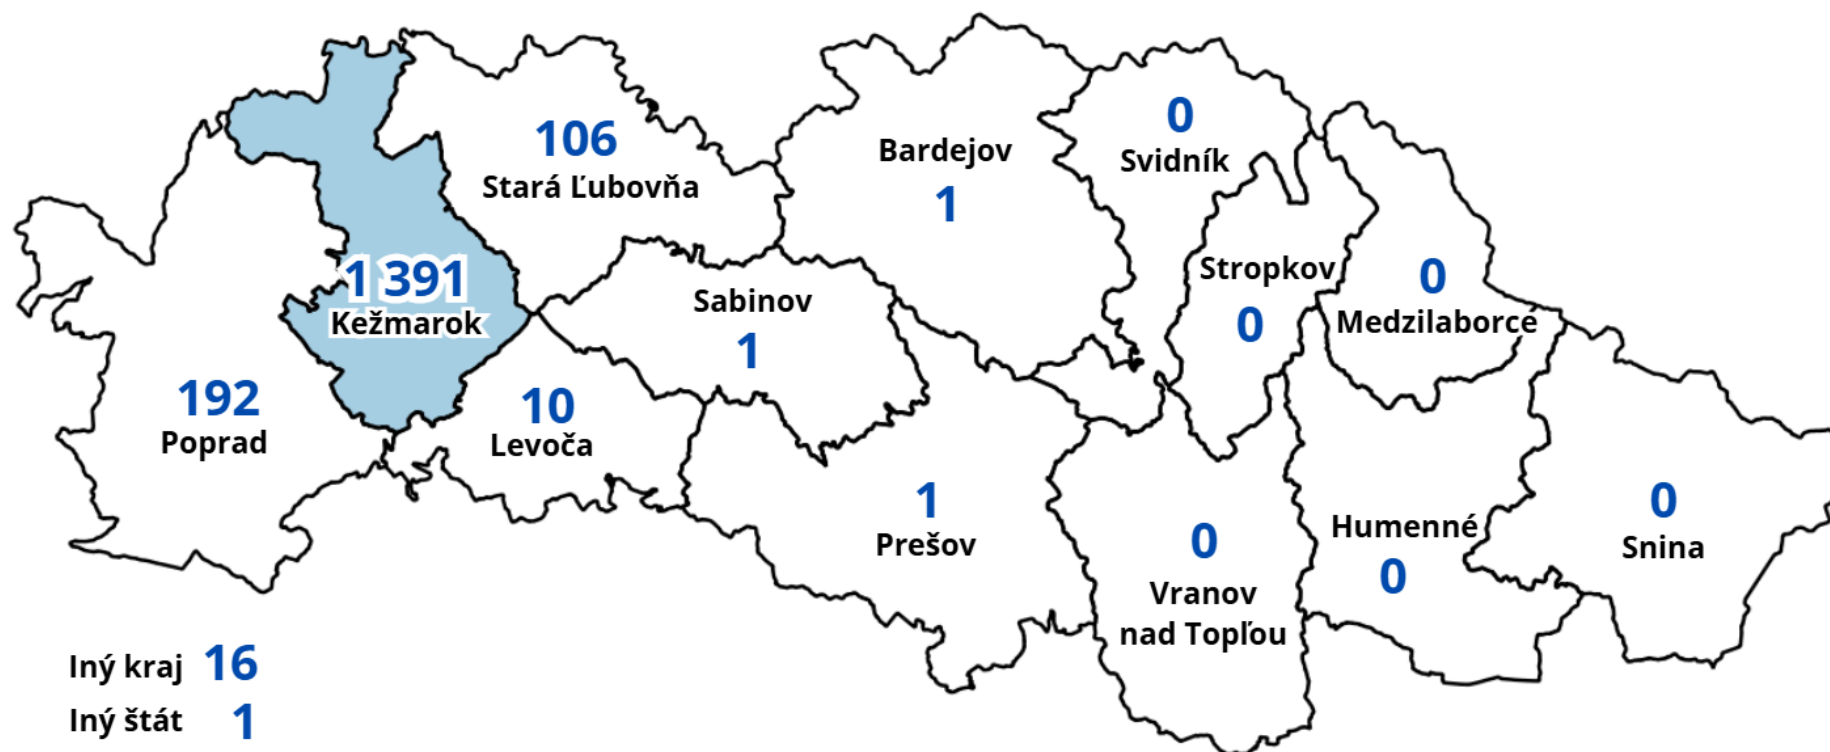 106
Stará Ľubovňa
Bardejov
1
0
Svidník
1 391
Kežmarok
Sabinov
1
Stropkov
0
0
Medzilaborce
192
Poprad
10
Levoča
1
Prešov
0
Vranov
nad Topľou
Humenné
0
0
Snina
Iný kraj 16
Iný štát 1